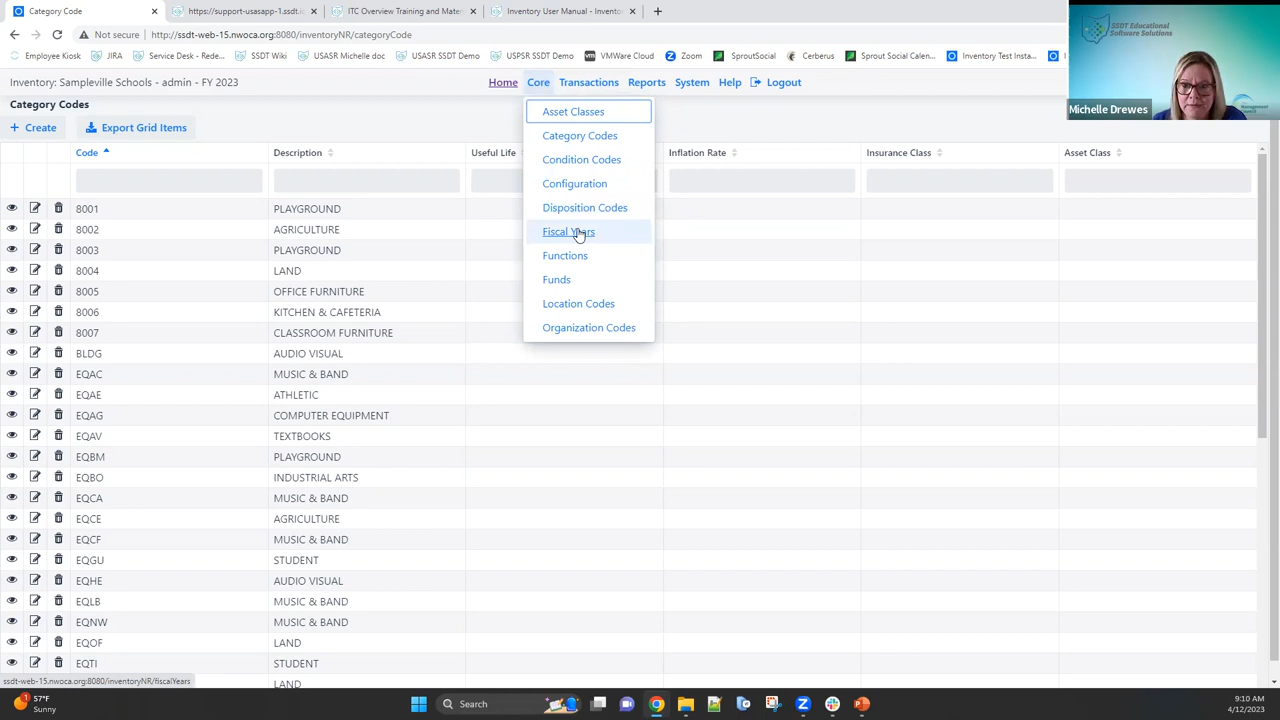 Category Code
https://support-usasapp-1.ssdt.i
ITC Overview Training and Mater
Inventory User Manual - Inventor
Not secure
http://ssdt-web-15.nwoca.org:8080/inventoryNR/categoryCod
Employee Kiosk
JIRA
Service Desk - Rede...
SSDT Wiki
USASR Michelle doc
USASR SSDT Demo
USPSR SSDT Demo
VMWare Cloud
Zoom
SproutSocial
Cerberus
Sprout Social Calen...
Inventory Test Insta...
SSDT Educational
Software Solutions
Management
Council
Michelle Drewes
Inventory: Sampleville Schools - admin - FY 2023
Home
Core
Transactions
Reports
System
Help
Logout
Category Codes
Create
Export Grid Items
Asset Classes
Category Codes
Condition Codes
Configuration
Disposition Codes
Fiscal Years
Functions
Funds
Location Codes
Organization Codes
Code
Description
Useful Life
Inflation Rate
Insurance Class
Asset Class
8001 PLAYGROUND
8002 AGRICULTURE
8003 PLAYGROUND
8004 LAND
8005 OFFICE FURNITURE
8006 KITCHEN & CAFETERIA
8007 CLASSROOM FURNITURE
BLDG AUDIO VISUAL
EQAC MUSIC & BAND
EQAE ATHLETIC
EQAG COMPUTER EQUIPMENT
EQAV TEXTBOOKS
EQBM PLAYGROUND
EQBO INDUSTRIAL ARTS
EQCA MUSIC & BAND
EQCE AGRICULTURE
EQCF MUSIC & BAND
EQGU STUDENT
EQHE AUDIO VISUAL
EQLB MUSIC & BAND
EQNW MUSIC & BAND
EQOF LAND
EQTI STUDENT
LAND
ssdt-web-15.nwoca.org:8080/inventoryNR/fiscalYears
57°F
Sunny
Search
9:10 AM
4/12/2023